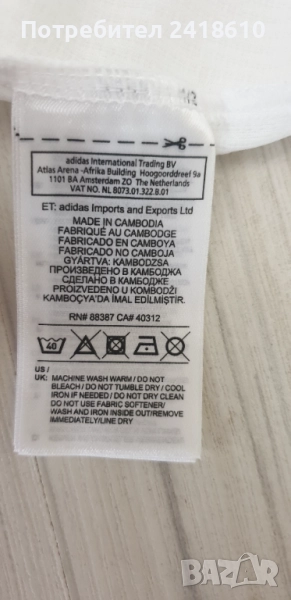 Потребител 2418610
adidas International Trading BV
Atlas Arena -Afrika Building Hoogoorddreef 9a
1101 BA Amsterdam ZO The Netherlands
VAT NO. NL 8073.01.322.B.01
ET: adidas Imports and Exports Ltd
MADE IN CAMBODIA
FABRIQUÉ AU CAMBODGE
FABRICADO EN CAMBOYA
FABRICADO NO CAMBOJA
GYÁRTVA: KAMBODZSA
ПРОИЗВЕДЕНО В КАМБОДЖА
СДЕЛАНО В КАМБОДЖЕ
PROIZVEDENO U KOMBODŽI
KAMBOÇYA'DA İMAL EDİLMİŞTİR.
RN# 88387 CA# 40312
40
US /
UK: MACHINE WASH WARM / DO NOT
BLEACH / DO NOT TUMBLE DRY / COOL
IRON IF NEEDED / DO NOT DRY CLEAN
DO NOT USE FABRIC SOFTENER/
WASH AND IRON INSIDE OUT/REMOVE
IMMEDIATELY/LINE DRY
BAZAR